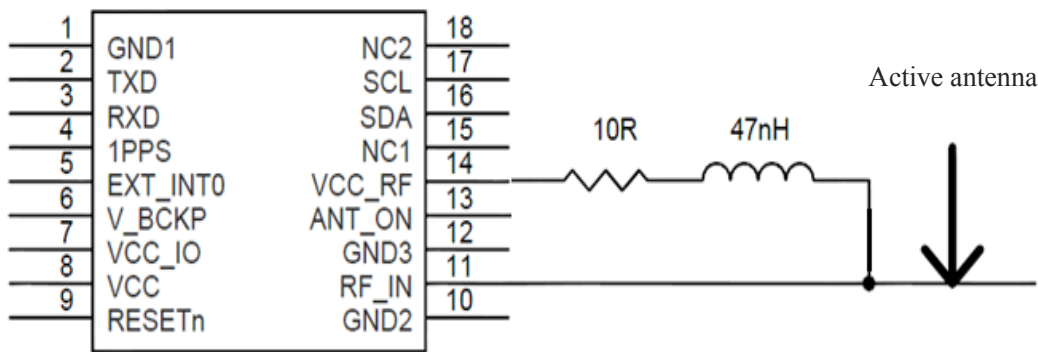 1 GND1 NC2 18
2 TXD SCL 17
3 RXD SDA 16
4 1PPS NC1 15
5 EXT_INT0 VCC_RF 14
6 V_BCKP ANT_ON 13
7 VCC_IO GND3 12
8 VCC RF_IN 11
9 RESETn GND2 10
10R 47nH
Active antenna